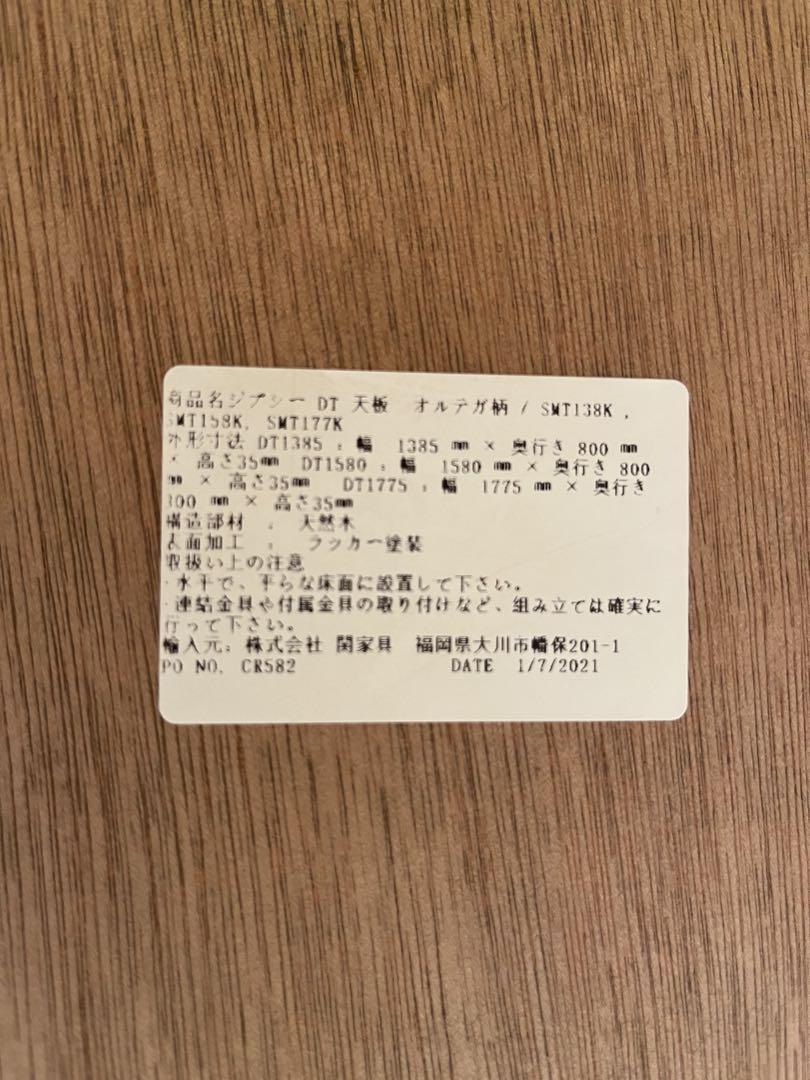 商品名ジプシー DT 天板 オルテガ柄 / SMT138K ,
SMT158K, SMT177K
外形寸法 DT1385 : 幅 1385 mm × 奥行き 800 mm
× 高さ35mm DT1580 : 幅 1580 mm × 奥行き 800
mm × 高さ35mm DT1775 : 幅 1775 mm × 奥行き
800 mm × 高さ35mm
構造部材 : 天然木
表面加工 : ラッカー塗装
取扱い上の注意
・水平で、平らな床面に設置して下さい。
・連結金具や付属金具の取り付けなど、組み立ては確実に
行って下さい。
輸入元: 株式会社 関家具 福岡県大川市幡保201-1
PO NO. CR582 DATE 1/7/2021